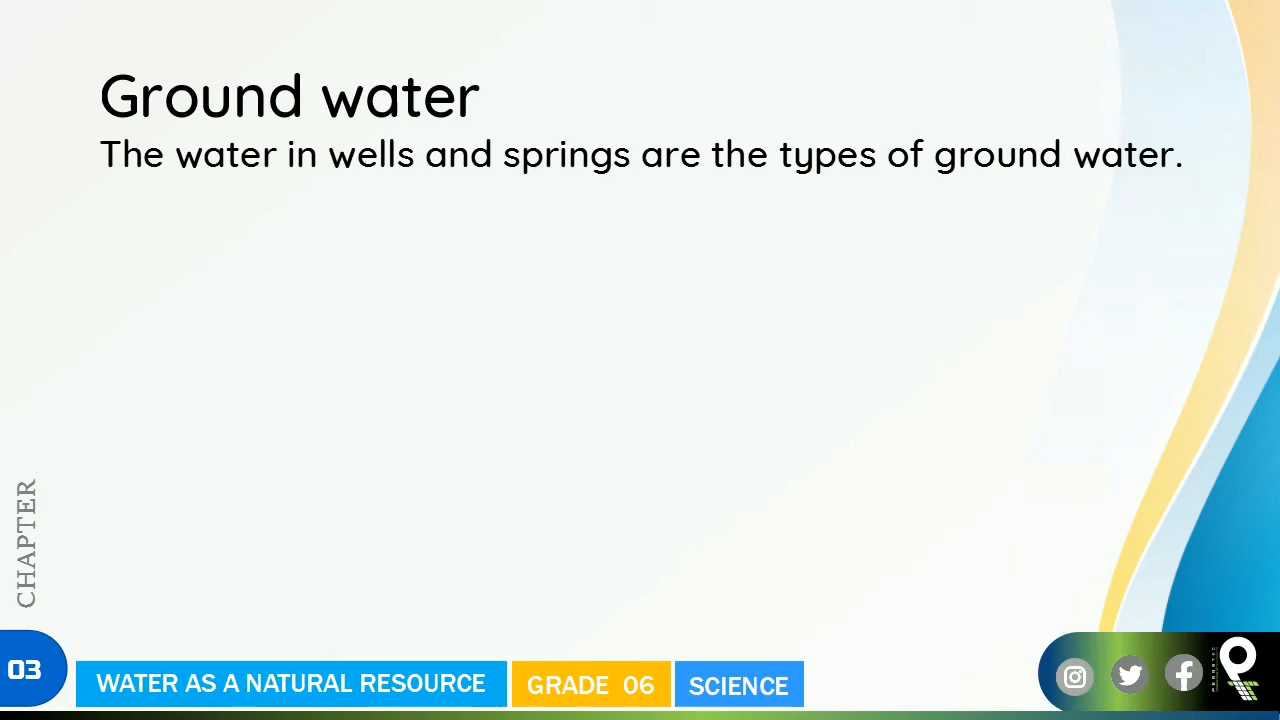 Ground water
The water in wells and springs are the types of ground water.
CHAPTER
03
WATER AS A NATURAL RESOURCE
GRADE 06
SCIENCE